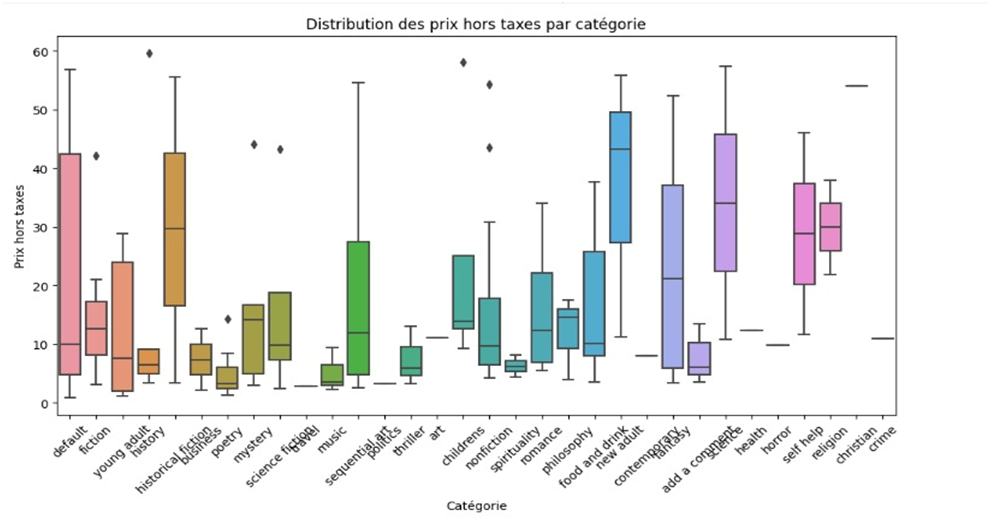 Distribution des prix hors taxes par catégorie
Prix hors taxes
60
50
40
30
20
10
0
default
fiction
young adult
history
historical fiction
business
poetry
mystery
science fiction
travel
music
sequential art
politics
thriller
art
childrens
nonfiction
spirituality
romance
philosophy
food and drink
new adult
contemporary
fantasy
add a comment
science
health
horror
self help
religion
christian
crime
Catégorie